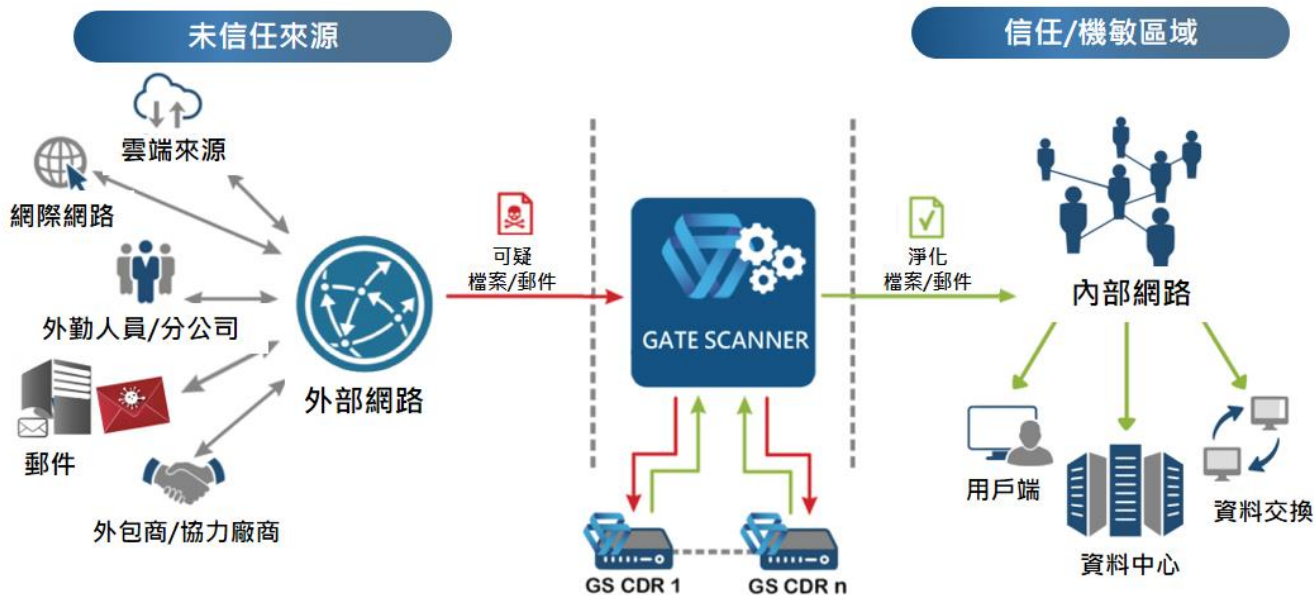 未信任來源
信任/機敏區域
雲端來源
網際網路
外勤人員/分公司
郵件
外包商/協力廠商
外部網路
可疑
檔案/郵件
GATE SCANNER
GS CDR 1
GS CDR n
淨化
檔案/郵件
內部網路
用戶端
資料中心
資料交換